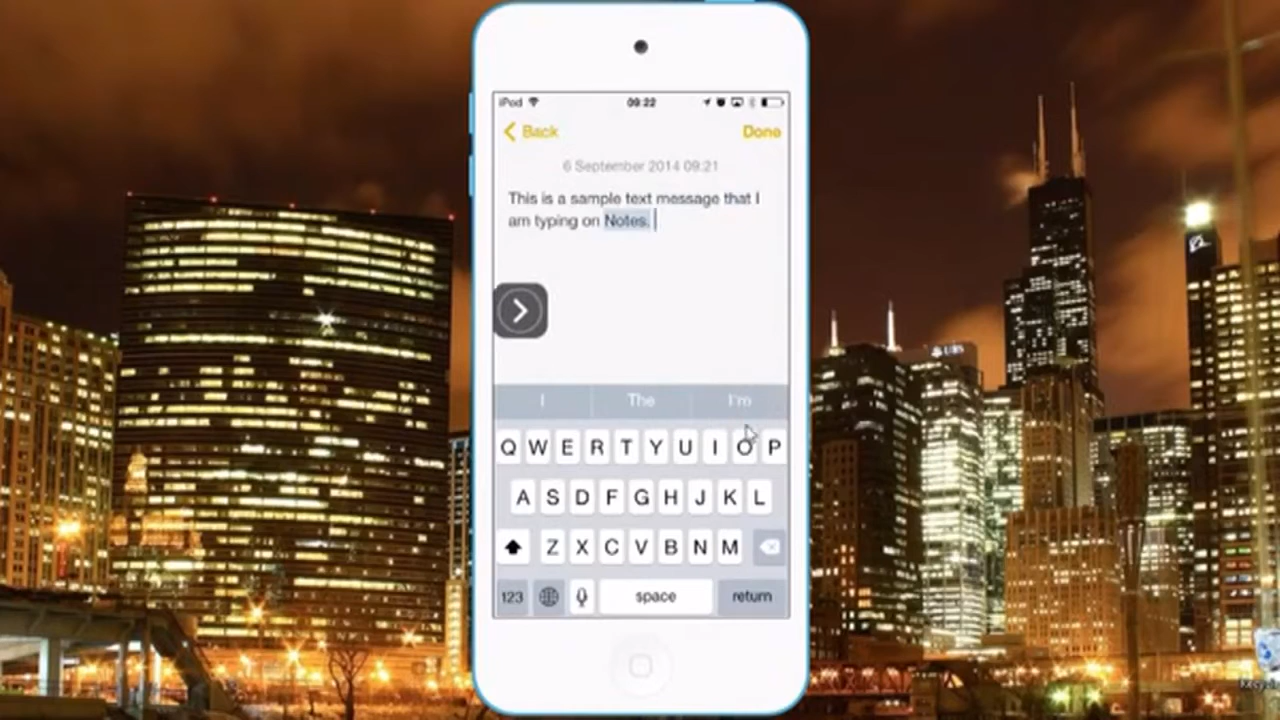 iPod 09:22
Back Done
6 September 2014 09:21
This is a sample text message that I
am typing on Notes.
I The I'm
Q W E R T Y U I O P
A S D F G H J K L
Z X C V B N M
123 space return
UBS